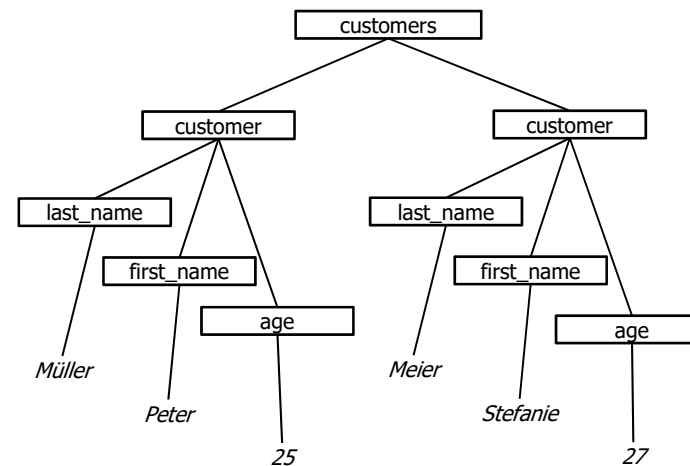 customers
customer
customer
last_name
last_name
first_name
first_name
age
age
Müller
Meier
Peter
Stefanie
25
27